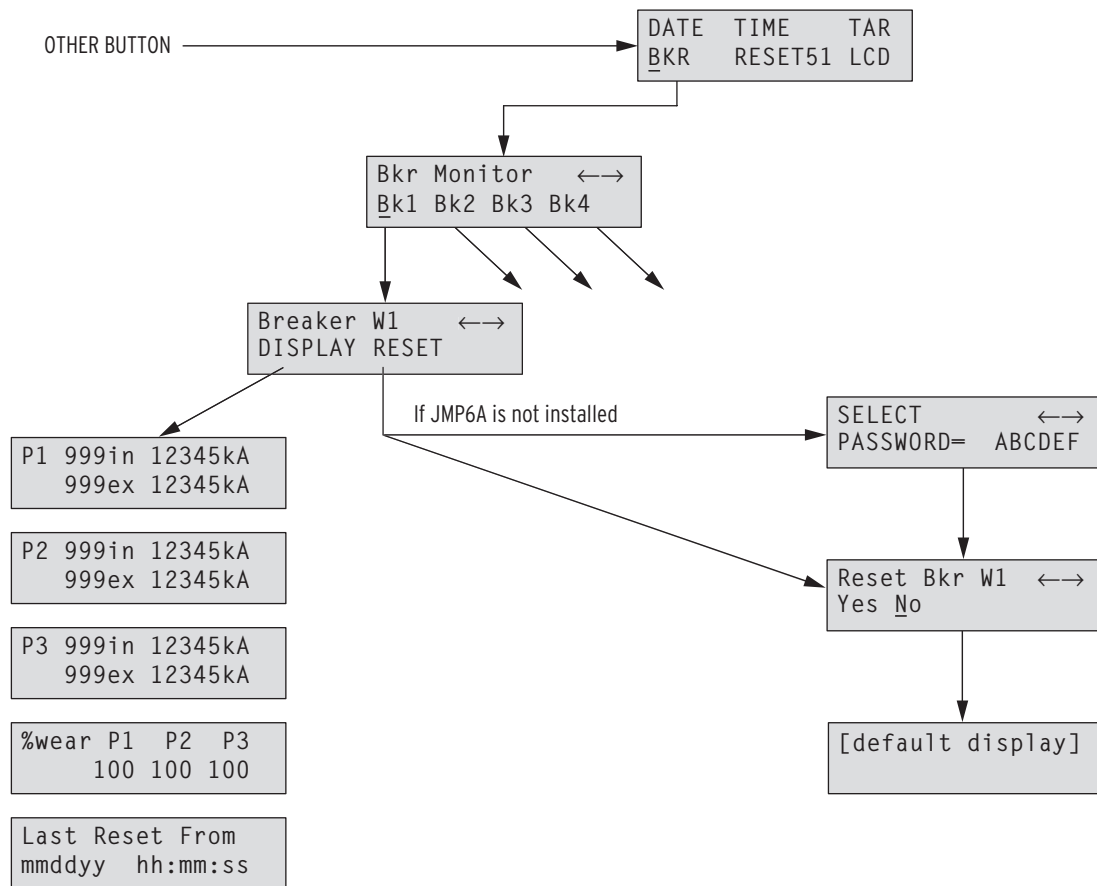 OTHER BUTTON
DATE TIME TAR
BKR RESET51 LCD
Bkr Monitor ←→
Bk1 Bk2 Bk3 Bk4
Breaker W1 ←→
DISPLAY RESET
If JMP6A is not installed
SELECT ←→
PASSWORD= ABCDEF
P1 999in 12345kA
999ex 12345kA
P2 999in 12345kA
999ex 12345kA
Reset Bkr W1 ←→
Yes No
P3 999in 12345kA
999ex 12345kA
%wear P1 P2 P3
100 100 100
[default display]
Last Reset From
mmddyy hh:mm:ss